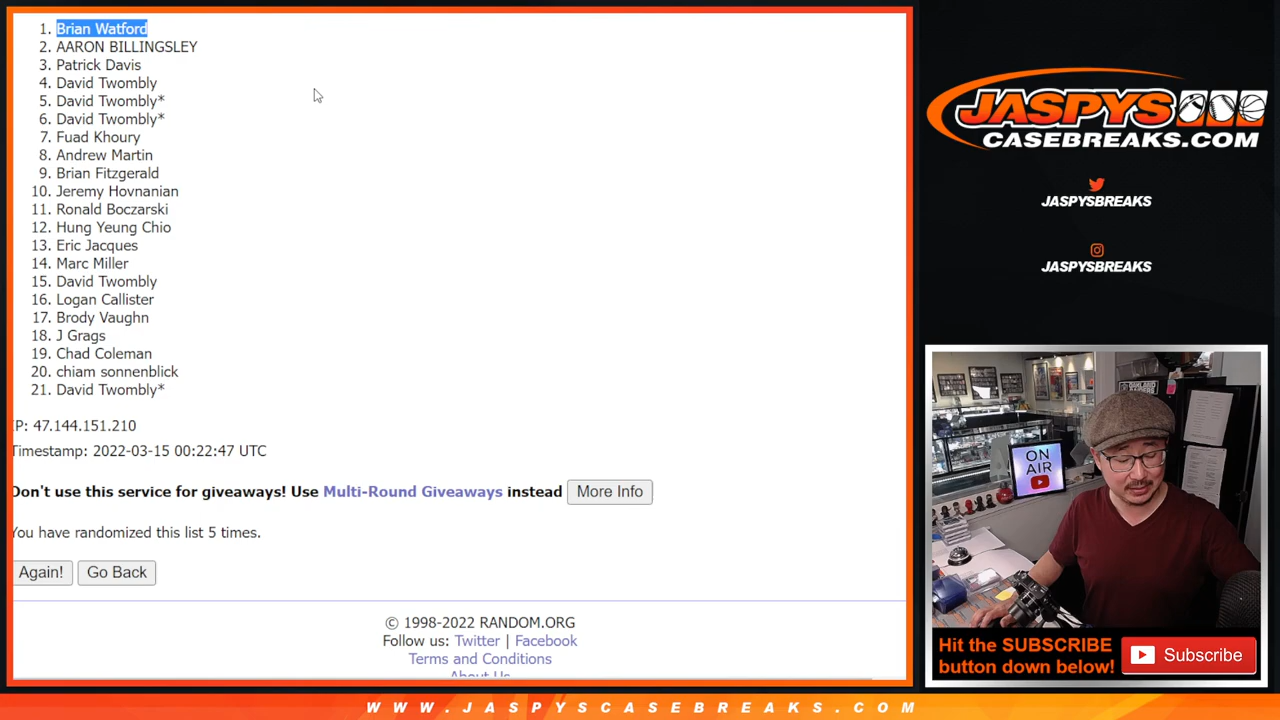 1. Brian Watford
2. AARON BILLINGSLEY
3. Patrick Davis
4. David Twombly
5. David Twombly*
6. David Twombly*
7. Fuad Khoury
8. Andrew Martin
9. Brian Fitzgerald
10. Jeremy Hovnanian
11. Ronald Boczarski
12. Hung Yeung Chio
13. Eric Jacques
14. Marc Miller
15. David Twombly
16. Logan Callister
17. Brody Vaughn
18. J Grags
19. Chad Coleman
20. chiam sonnenblick
21. David Twombly*
IP: 47.144.151.210
Timestamp: 2022-03-15 00:22:47 UTC
Don't use this service for giveaways! Use Multi-Round Giveaways instead More Info
You have randomized this list 5 times.
Again! Go Back
© 1998-2022 RANDOM.ORG
Follow us: Twitter | Facebook
Terms and Conditions
About Us
JASPYS
CASEBREAKS.COM
JASPYSBREAKS
JASPYSBREAKS
ON
AIR
Hit the SUBSCRIBE
button down below!
Subscribe
WWW.JASPYSCASEBREAKS.COM